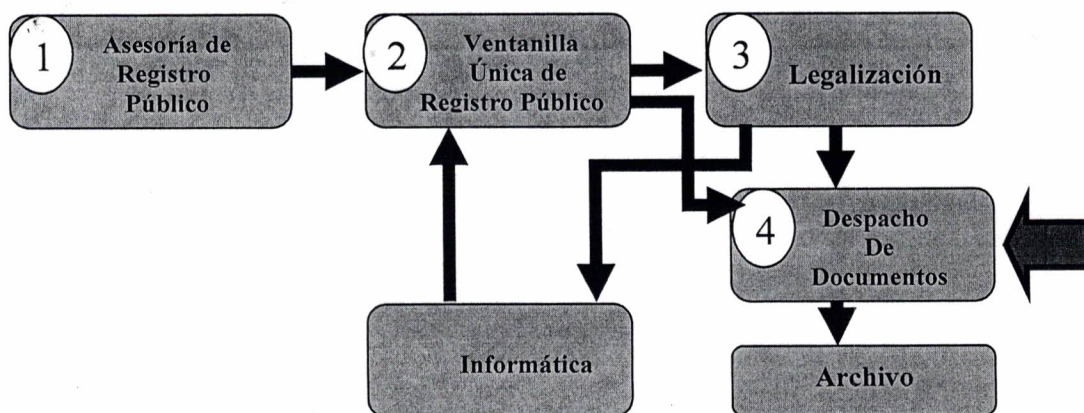 1
Asesoría de
Registro
Público
2
Ventanilla
Única de
Registro Público
3
Legalización
4
Despacho
De
Documentos
Informática
Archivo